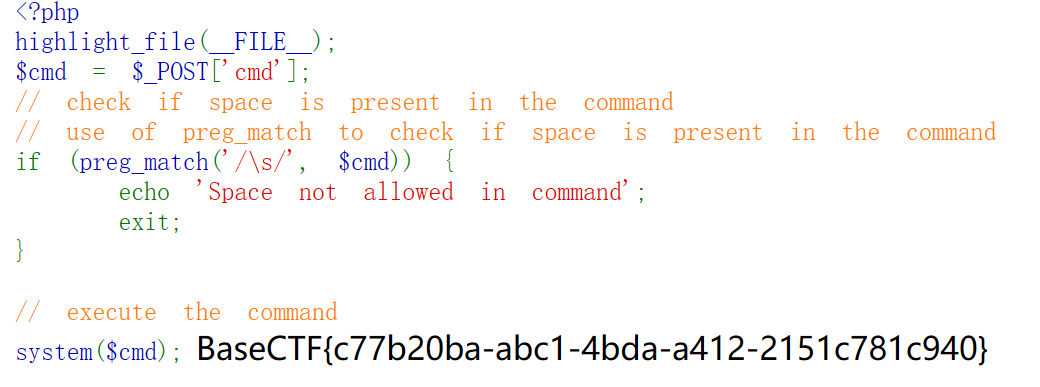 <?php
highlight_file(__FILE__);
$cmd = $_POST['cmd'];
// check if space is present in the command
// use of preg_match to check if space is present in the command
if (preg_match('/\s/', $cmd)) {
echo 'Space not allowed in command';
exit;
}
// execute the command
system($cmd); BaseCTF{c77b20ba-abc1-4bda-a412-2151c781c940}